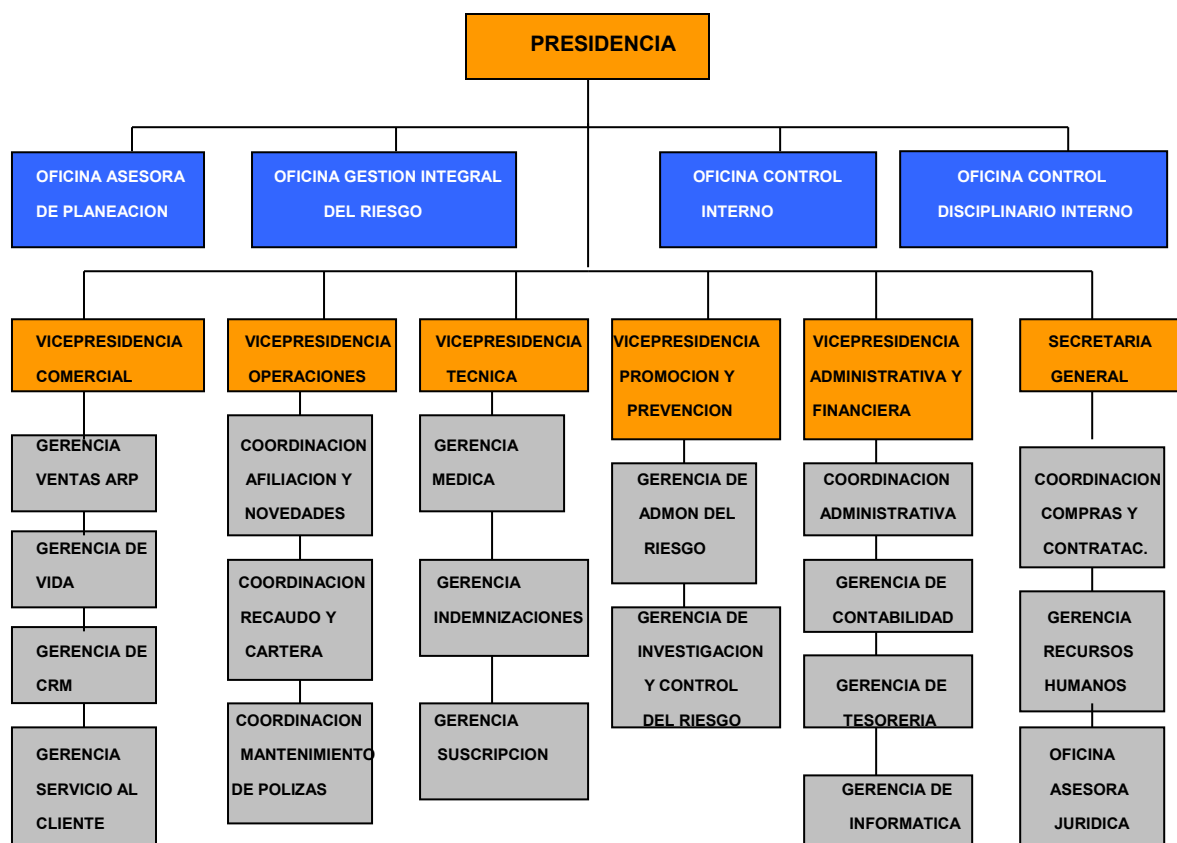 PRESIDENCIA
OFICINA ASESORA
DE PLANEACION
OFICINA GESTION INTEGRAL
DEL RIESGO
OFICINA CONTROL
INTERNO
OFICINA CONTROL
DISCIPLINARIO INTERNO
VICEPRESIDENCIA
COMERCIAL
GERENCIA
VENTAS ARP
GERENCIA DE
VIDA
GERENCIA DE
CRM
GERENCIA
SERVICIO AL
CLIENTE
VICEPRESIDENCIA
OPERACIONES
COORDINACION
AFILIACION Y
NOVEDADES
COORDINACION
RECAUDO Y
CARTERA
COORDINACION
MANTENIMIENTO
DE POLIZAS
VICEPRESIDENCIA
TECNICA
GERENCIA
MEDICA
GERENCIA
INDEMNIZACIONES
GERENCIA
SUSCRIPCION
VICEPRESIDENCIA
PROMOCION Y
PREVENCION
GERENCIA DE
ADMON DEL
RIESGO
GERENCIA DE
INVESTIGACION
Y CONTROL
DEL RIESGO
VICEPRESIDENCIA
ADMINISTRATIVA Y
FINANCIERA
COORDINACION
ADMINISTRATIVA
GERENCIA DE
CONTABILIDAD
GERENCIA DE
TESORERIA
GERENCIA DE
INFORMATICA
SECRETARIA
GENERAL
COORDINACION
COMPRAS Y
CONTRATAC.
GERENCIA
RECURSOS
HUMANOS
OFICINA
ASESORA
JURIDICA